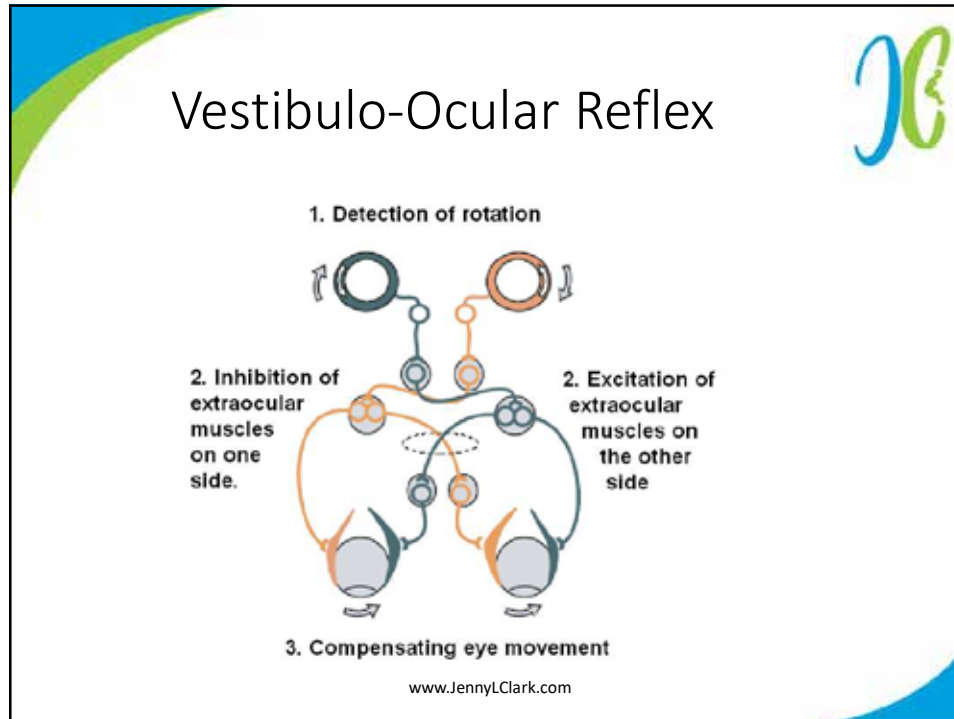 Vestibulo-Ocular Reflex
JC
1. Detection of rotation
2. Inhibition of
extraocular
muscles
on one
side.
2. Excitation of
extraocular
muscles on
the other
side
3. Compensating eye movement
www.JennyLClark.com